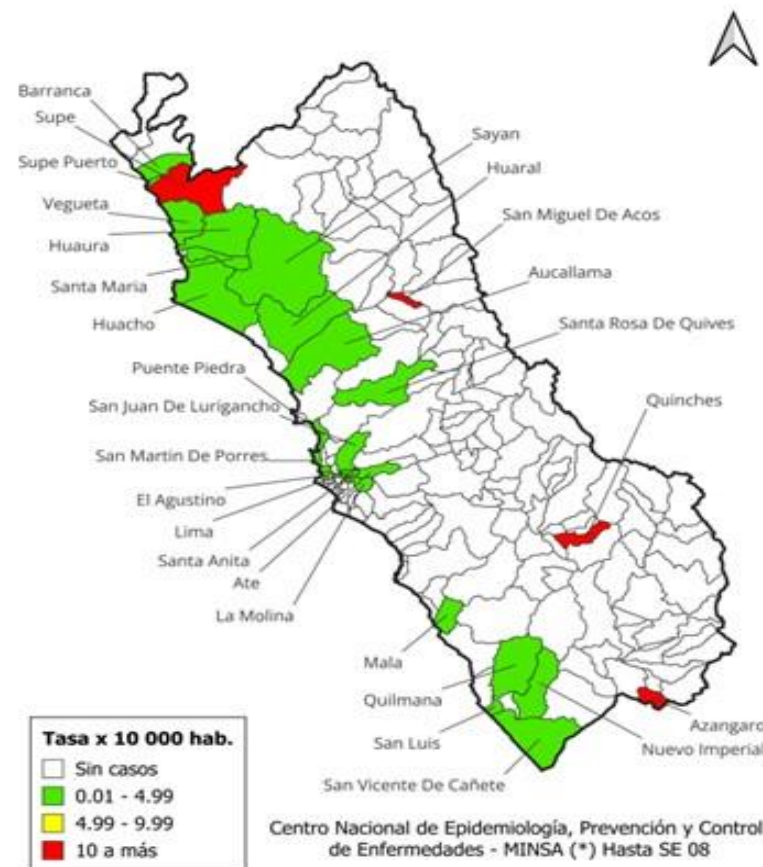 Barranca
Supe
Supe Puerto
Vegueta
Huaura
Santa Maria
Huacho
Puente Piedra
San Juan De Lurigancho
San Martin De Porres
El Agustino
Lima
Santa Anita
Ate
La Molina
Sayan
Huaral
San Miguel De Acos
Aucallama
Santa Rosa De Quives
Quinches
Mala
Quilmana
San Luis
San Vicente De Cañete
Azangaro
Nuevo Imperial
Tasa x 10 000 hab.
Sin casos
0.01 - 4.99
4.99 - 9.99
10 a más
Centro Nacional de Epidemiología, Prevención y Control
de Enfermedades - MINSA (*) Hasta SE 08